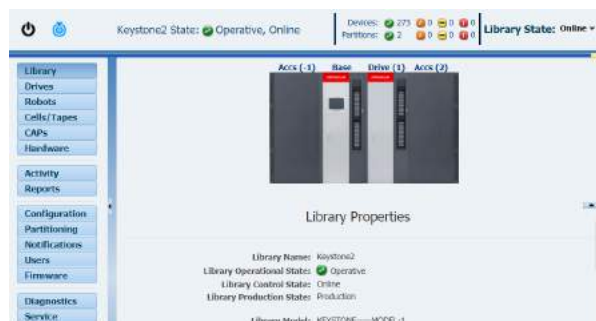 Keystone2 State: Operative, Online
Devices: 273 0 0 0
Partitions: 2 0 0 0
Library State: Online
Library
Drives
Robots
Cells/Tapes
CAPs
Hardware
Activity
Reports
Configuration
Partitioning
Notifications
Users
Firmware
Diagnostics
Service
Accs (-1) Base Drive (1) Accs (2)
Library Properties
Library Name: Keystone2
Library Operational State: Operative
Library Control State: Online
Library Production State: Production